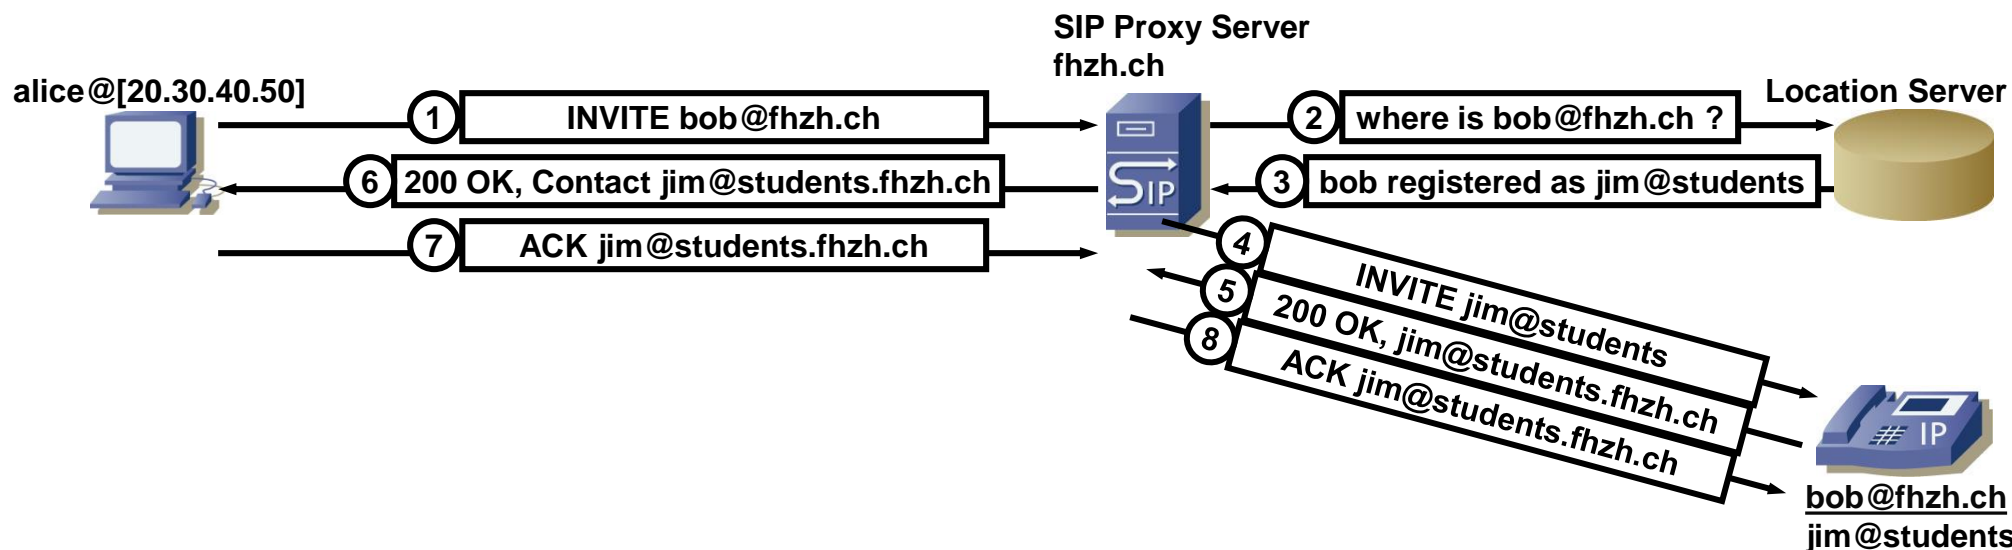 SIP Proxy Server
fhzh.ch
alice@[20.30.40.50]
Location Server
1 INVITE bob@fhzh.ch
2 where is bob@fhzh.ch ?
6 200 OK, Contact jim@students.fhzh.ch
SIP
3 bob registered as jim@students
7 ACK jim@students.fhzh.ch
4 INVITE jim@students
5 200 OK, jim@students.fhzh.ch
8 ACK jim@students.fhzh.ch
IP
bob@fhzh.ch
jim@students